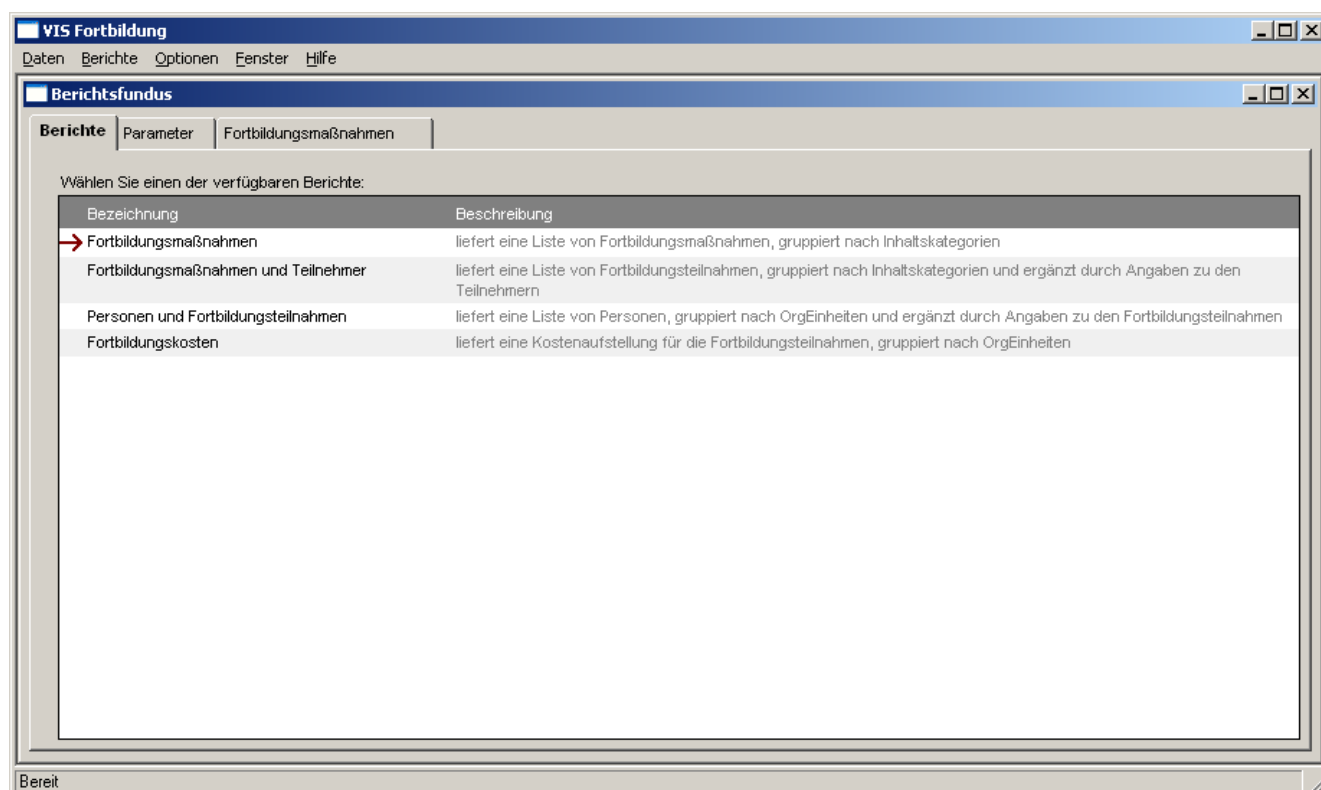 VIS Fortbildung
Daten Berichte Optionen Fenster Hilfe
Berichtsfundus
Berichte Parameter Fortbildungsmaßnahmen
Wählen Sie einen der verfügbaren Berichte:
Bezeichnung Beschreibung
Fortbildungsmaßnahmen liefert eine Liste von Fortbildungsmaßnahmen, gruppiert nach Inhaltskategorien
Fortbildungsmaßnahmen und Teilnehmer liefert eine Liste von Fortbildungsteilnahmen, gruppiert nach Inhaltskategorien und ergänzt durch Angaben zu den
Teilnehmern
Personen und Fortbildungsteilnahmen liefert eine Liste von Personen, gruppiert nach OrgEinheiten und ergänzt durch Angaben zu den Fortbildungsteilnahmen
Fortbildungskosten liefert eine Kostenaufstellung für die Fortbildungsteilnahmen, gruppiert nach OrgEinheiten
Bereit